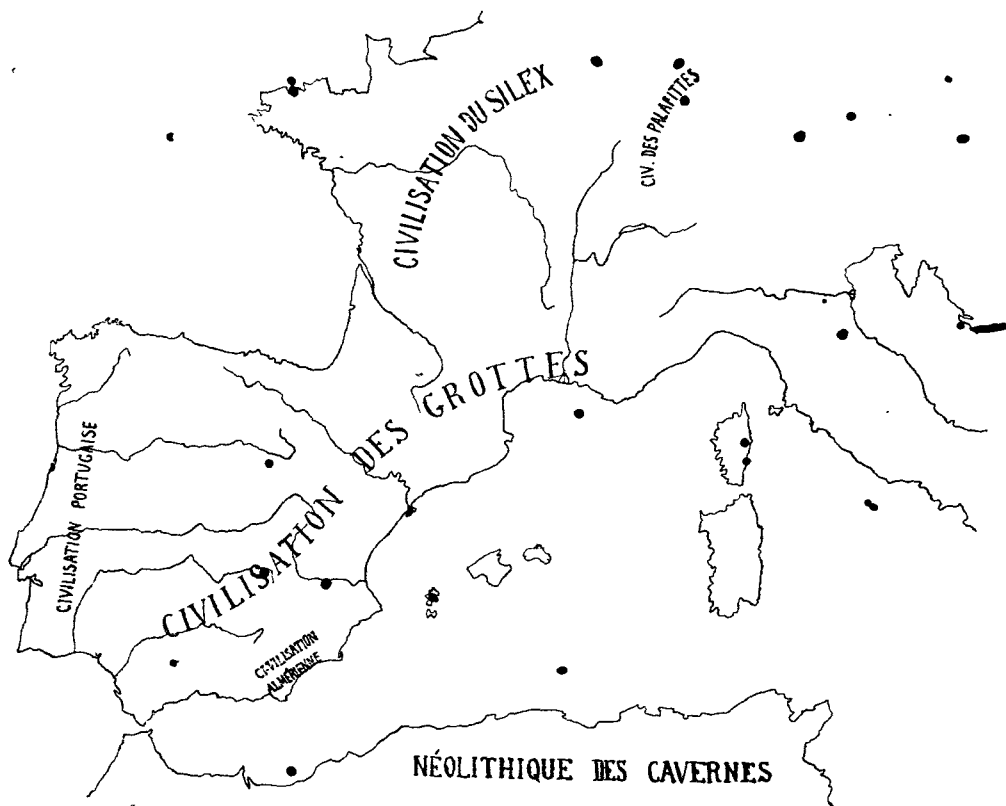 CIVILISATION DU SILEX
CIV. DES PALAFITTES
CIVILISATION DES GROTTES
CIVILISATION PORTUGAISE
CIVILISATION
ALMÉRIENNE
NÉOLITHIQUE DES CAVERNES